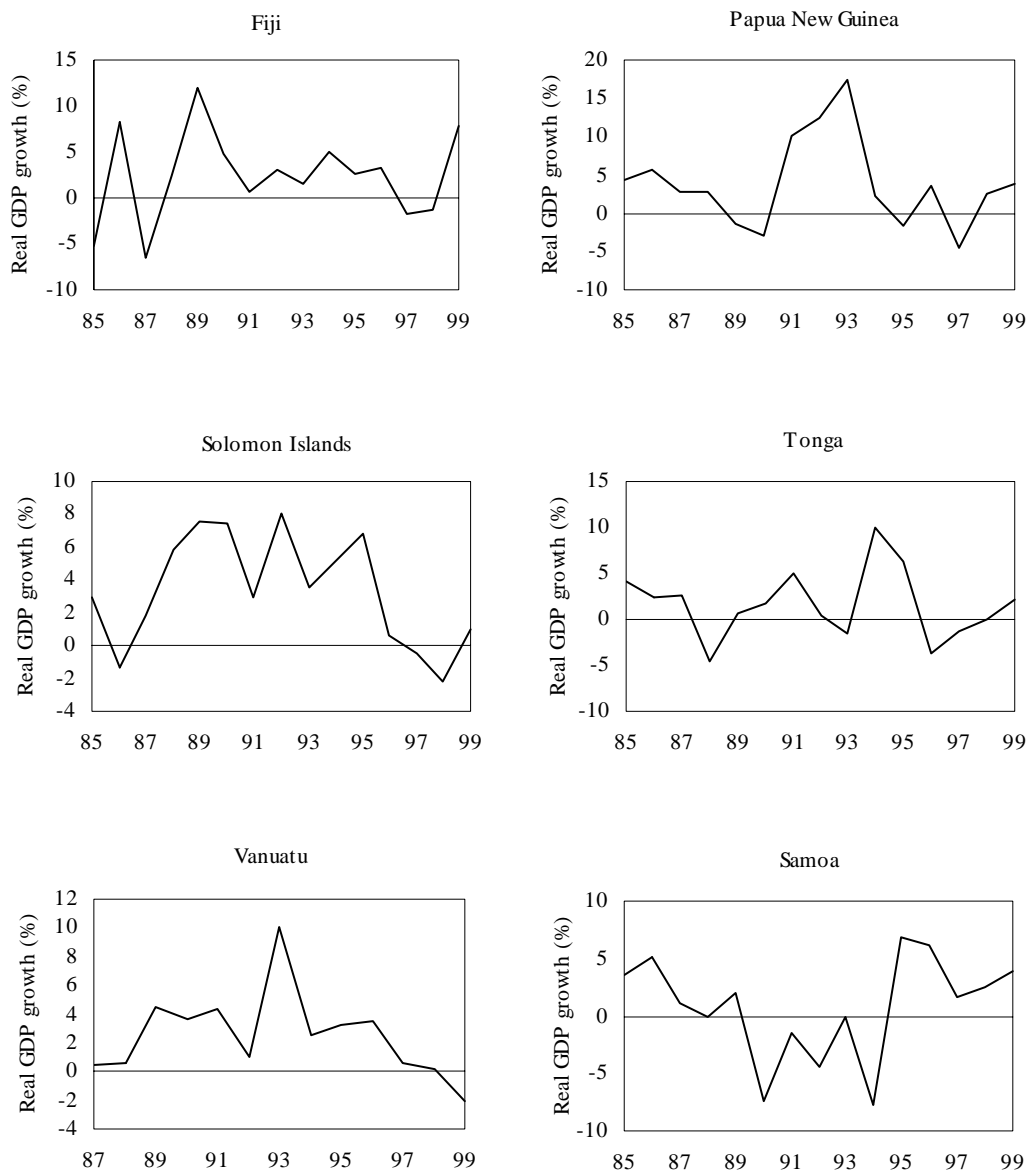 Fiji
Real GDP growth (%)
15
10
5
0
-5
-10
85 87 89 91 93 95 97 99
Papua New Guinea
Real GDP growth (%)
20
15
10
5
0
-5
-10
85 87 89 91 93 95 97 99
Solomon Islands
Real GDP growth (%)
10
8
6
4
2
0
-2
-4
85 87 89 91 93 95 97 99
Tonga
Real GDP growth (%)
15
10
5
0
-5
-10
85 87 89 91 93 95 97 99
Vanuatu
Real GDP growth (%)
12
10
8
6
4
2
0
-2
-4
87 89 91 93 95 97 99
Samoa
Real GDP growth (%)
10
5
0
-5
-10
85 87 89 91 93 95 97 99